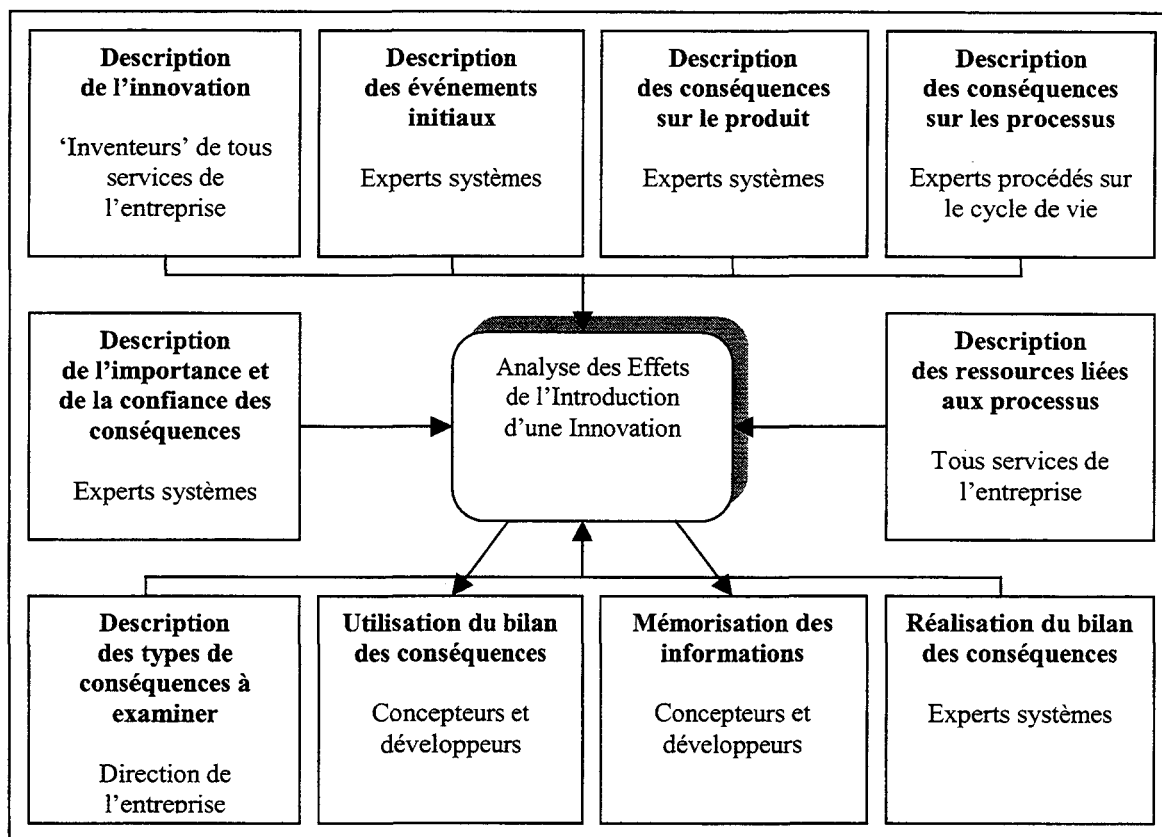 Description
de l'innovation
‘Inventeurs’ de tous
services de
l'entreprise
Description
des événements
initiaux
Experts systèmes
Description
des conséquences
sur le produit
Experts systèmes
Description
des conséquences
sur les processus
Experts procédés sur
le cycle de vie
Description
de l'importance et
de la confiance des
conséquences
Experts systèmes
Analyse des Effets
de l'Introduction
d'une Innovation
Description
des ressources liées
aux processus
Tous services de
l'entreprise
Description
des types de
conséquences à
examiner
Direction de
l'entreprise
Utilisation du bilan
des conséquences
Concepteurs et
développeurs
Mémorisation des
informations
Concepteurs et
développeurs
Réalisation du bilan
des conséquences
Experts systèmes